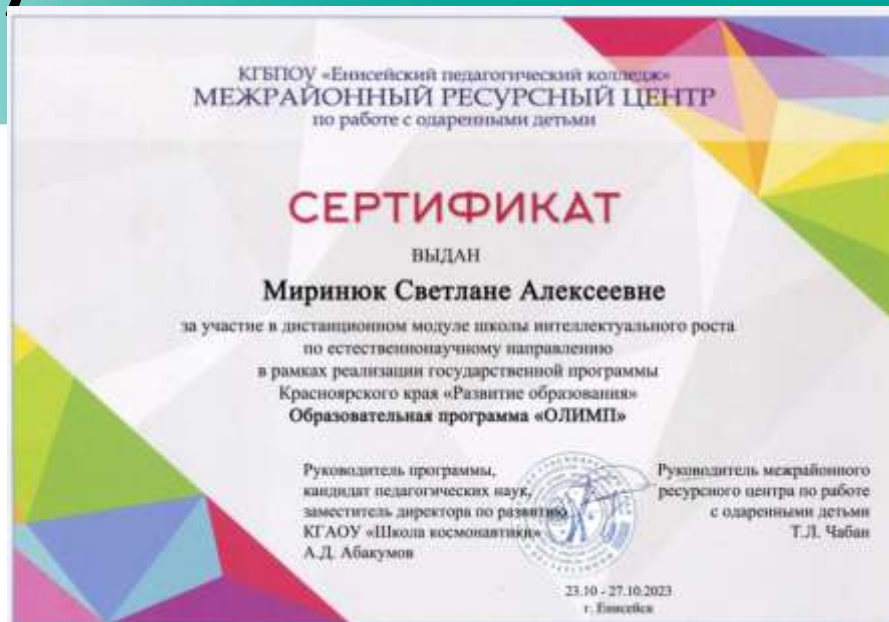 КГБПОУ «Енисейский педагогический колледж»
МЕЖРАЙОННЫЙ РЕСУРСНЫЙ ЦЕНТР
по работе с одаренными детьми
СЕРТИФИКАТ
ВЫДАН
Миринюк Светлане Алексеевне
за участие в дистанционном модуле школы интеллектуального роста
по естественнонаучному направлению
в рамках реализации государственной программы
Красноярского края «Развитие образования»
Образовательная программа «ОЛИМП»
Руководитель программы,
кандидат педагогических наук,
заместитель директора по развитию
КГАОУ «Школа космонавтики»
А.Д. Абакумов
Руководитель межрайонного
ресурсного центра по работе
с одаренными детьми
Т.Л. Чабан
23.10 - 27.10.2023
г. Енисейск